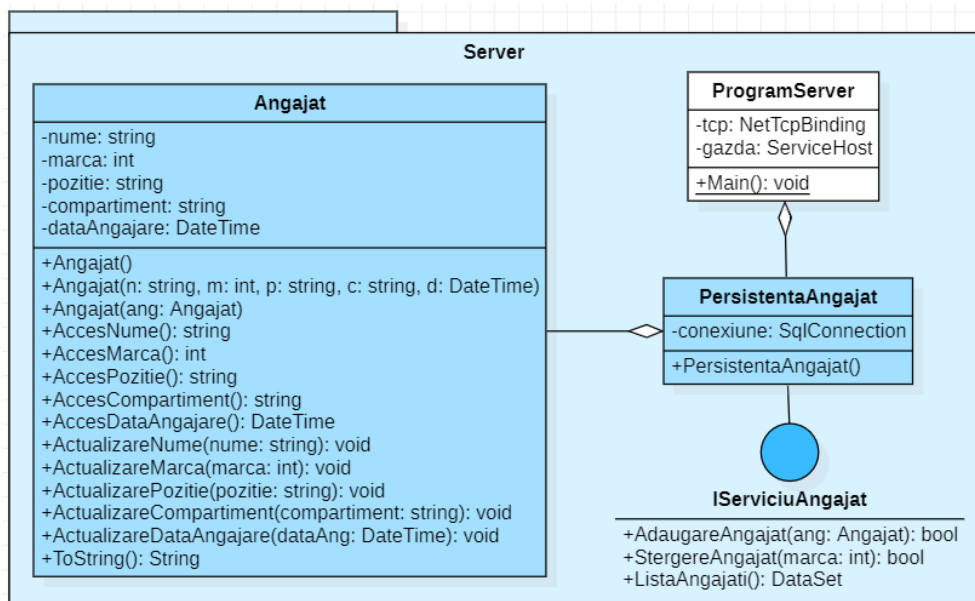 Server
Angajat
-nume: string
-marca: int
-pozitie: string
-compartiment: string
-dataAngajare: DateTime
+Angajat()
+Angajat(n: string, m: int, p: string, c: string, d: DateTime)
+Angajat(ang: Angajat)
+AccesNume(): string
+AccesMarca(): int
+AccesPozitie(): string
+AccesCompartiment(): string
+AccesDataAngajare(): DateTime
+ActualizareNume(nume: string): void
+ActualizareMarca(marca: int): void
+ActualizarePozitie(pozitie: string): void
+ActualizareCompartiment(compartiment: string): void
+ActualizareDataAngajare(dataAng: DateTime): void
+ToString(): String
ProgramServer
-tcp: NetTcpBinding
-gazda: ServiceHost
+Main(): void
PersistentaAngajat
-conexiune: SqlConnection
+PersistentaAngajat()
IServiciuAngajat
+AdaugareAngajat(ang: Angajat): bool
+StergereAngajat(marca: int): bool
+ListaAngajati(): DataSet